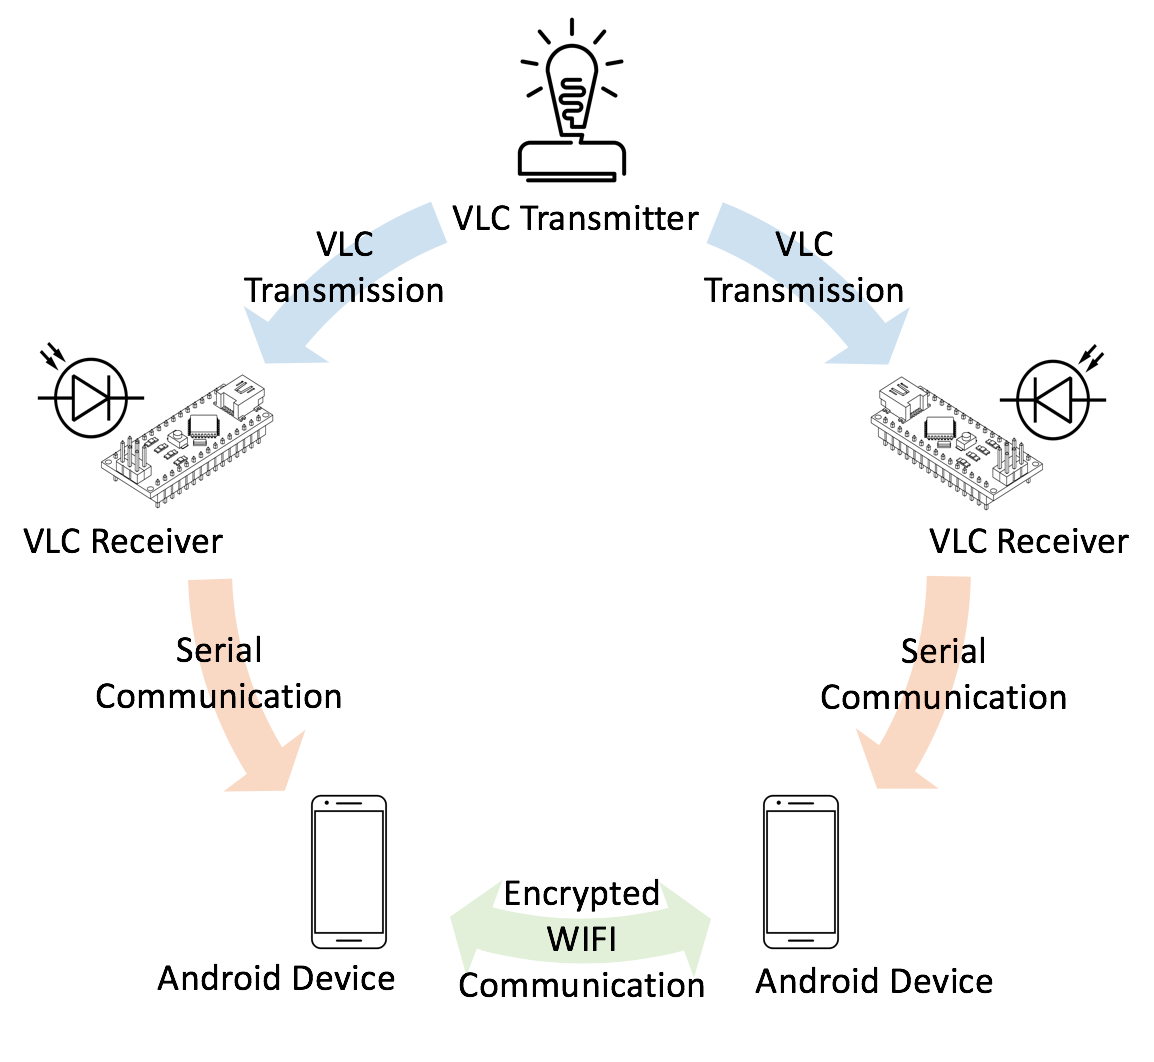 VLC Transmitter
VLC
Transmission
VLC
Transmission
VLC Receiver
VLC Receiver
Serial
Communication
Serial
Communication
Encrypted
WIFI
Communication
Android Device
Android Device